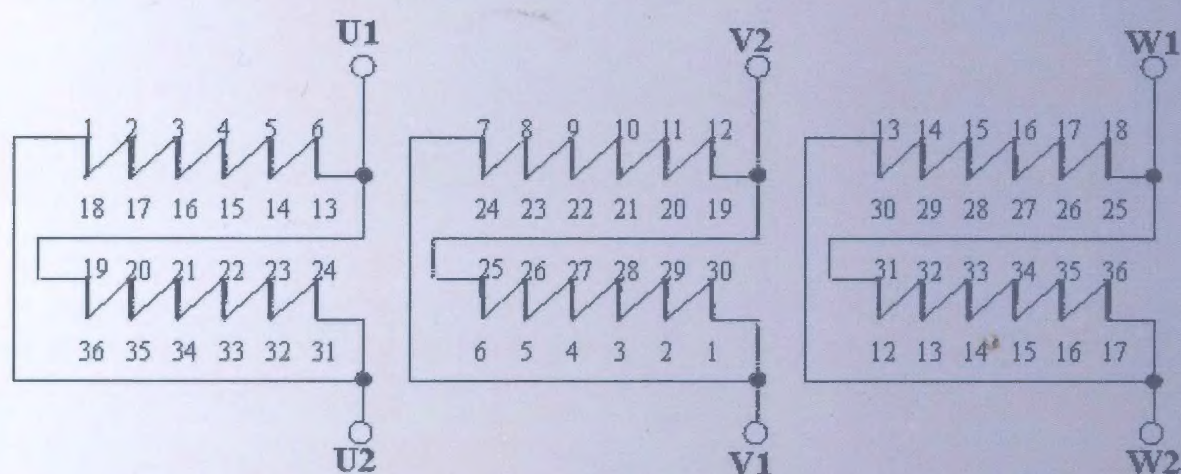 U1 V2 W1
1 2 3 4 5 6 7 8 9 10 11 12 13 14 15 16 17 18
18 17 16 15 14 13 24 23 22 21 20 19 30 29 28 27 26 25
19 20 21 22 23 24 25 26 27 28 29 30 31 32 33 34 35 36
36 35 34 33 32 31 6 5 4 3 2 1 12 13 14 15 16 17
U2 V1 W2